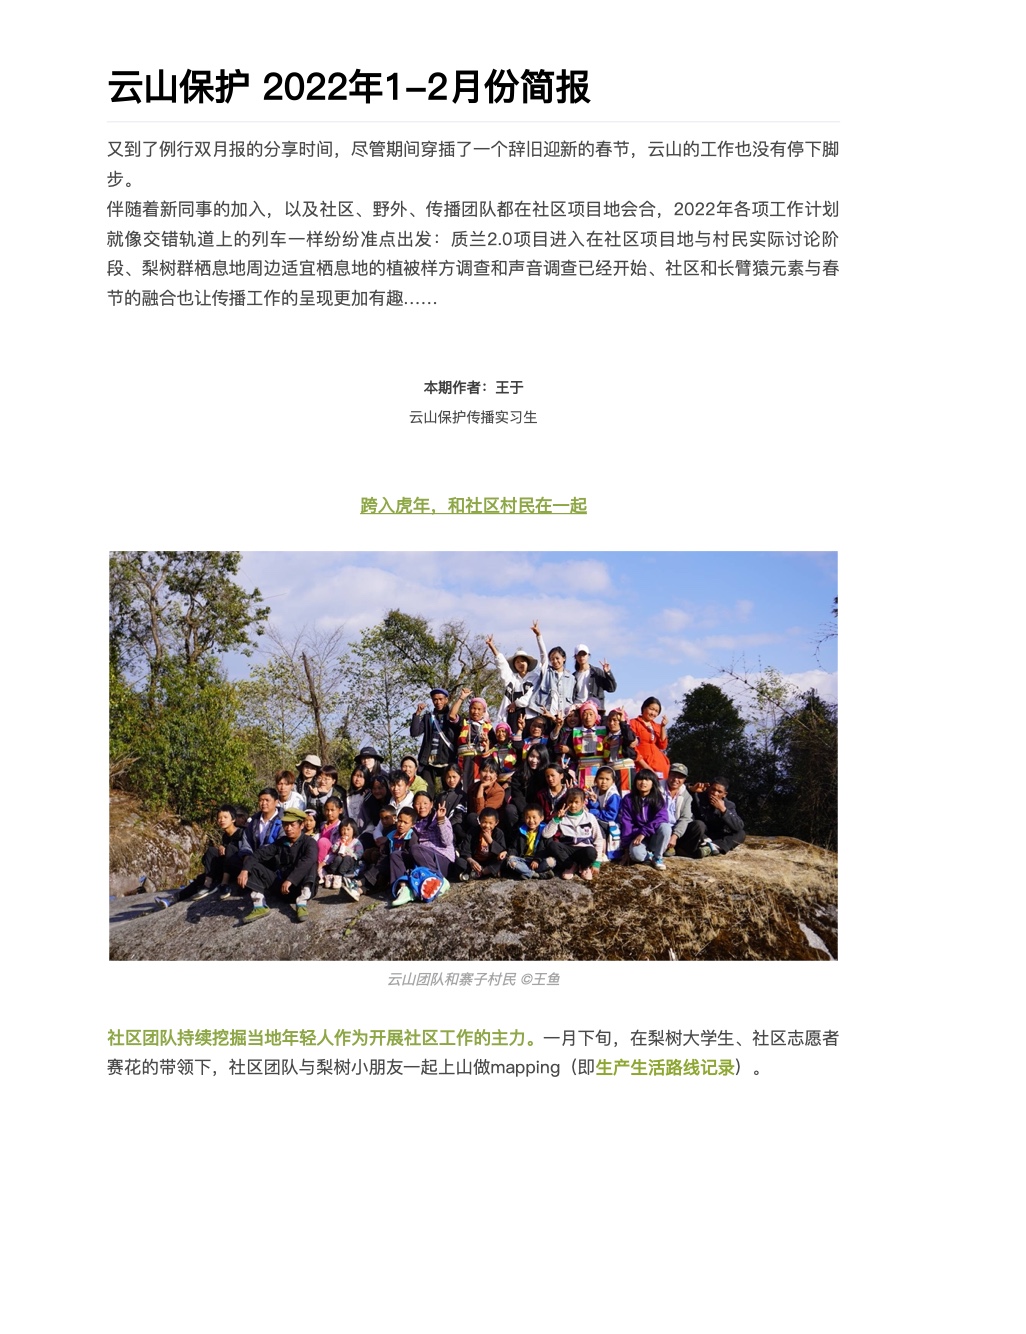 云山保护 2022年1-2月份简报
又到了例行双月报的分享时间，尽管期间穿插了一个辞旧迎新的春节，云山的工作也没有停下脚
步。
伴随着新同事的加入，以及社区、野外、传播团队都在社区项目地会合，2022年各项工作计划
就像交错轨道上的列车一样纷纷准点出发：质兰2.0项目进入在社区项目地与村民实际讨论阶
段、梨树群栖息地周边适宜栖息地的植被样方调查和声音调查已经开始、社区和长臂猿元素与春
节的融合也让传播工作的呈现更加有趣……
本期作者：王于
云山保护传播实习生
跨入虎年，和社区村民在一起
云山团队和寨子村民 ©王鱼
社区团队持续挖掘当地年轻人作为开展社区工作的主力。一月下旬，在梨树大学生、社区志愿者
赛花的带领下，社区团队与梨树小朋友一起上山做mapping（即生产生活路线记录）。